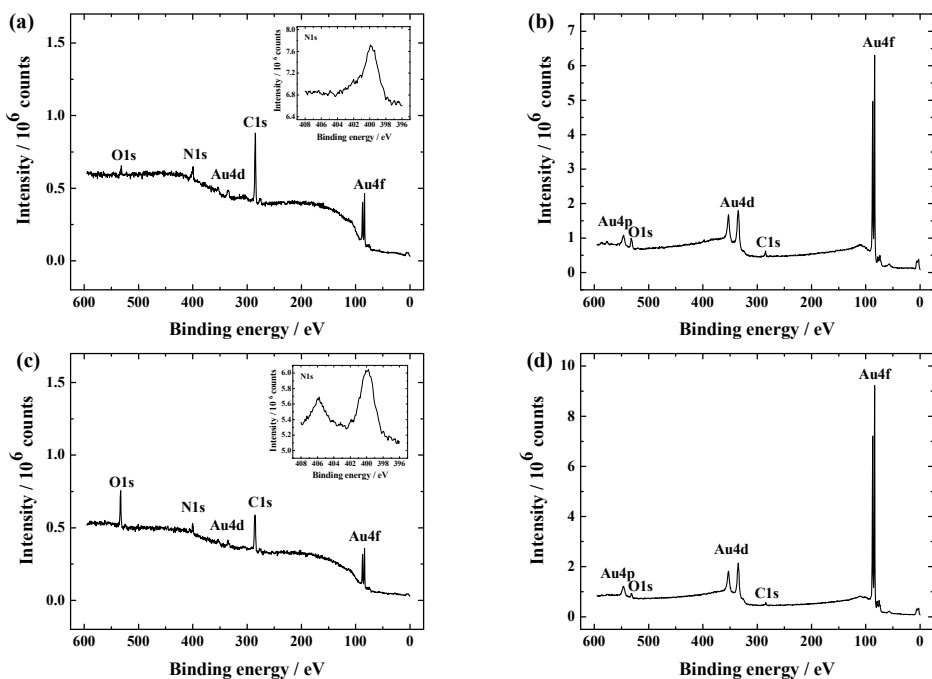 (a)
Intensity / 10^6 counts
1.5
1.0
0.5
0.0
O1s
N1s
Au4d
C1s
Au4f
600 500 400 300 200 100 0
Binding energy / eV
N1s
Intensity / 10^6 counts
8.0
7.6
7.2
6.8
6.4
408 406 404 402 400 398 396
Binding energy / eV
(b)
Intensity / 10^6 counts
7
6
5
4
3
2
1
0
Au4p
O1s
Au4d
C1s
Au4f
600 500 400 300 200 100 0
Binding energy / eV
(c)
Intensity / 10^6 counts
1.5
1.0
0.5
0.0
O1s
N1s
Au4d
C1s
Au4f
600 500 400 300 200 100 0
Binding energy / eV
N1s
Intensity / 10^6 counts
6.0
5.8
5.6
5.4
5.2
5.0
408 406 404 402 400 398 396
Binding energy / eV
(d)
Intensity / 10^6 counts
10
8
6
4
2
0
Au4p
O1s
Au4d
C1s
Au4f
600 500 400 300 200 100 0
Binding energy / eV